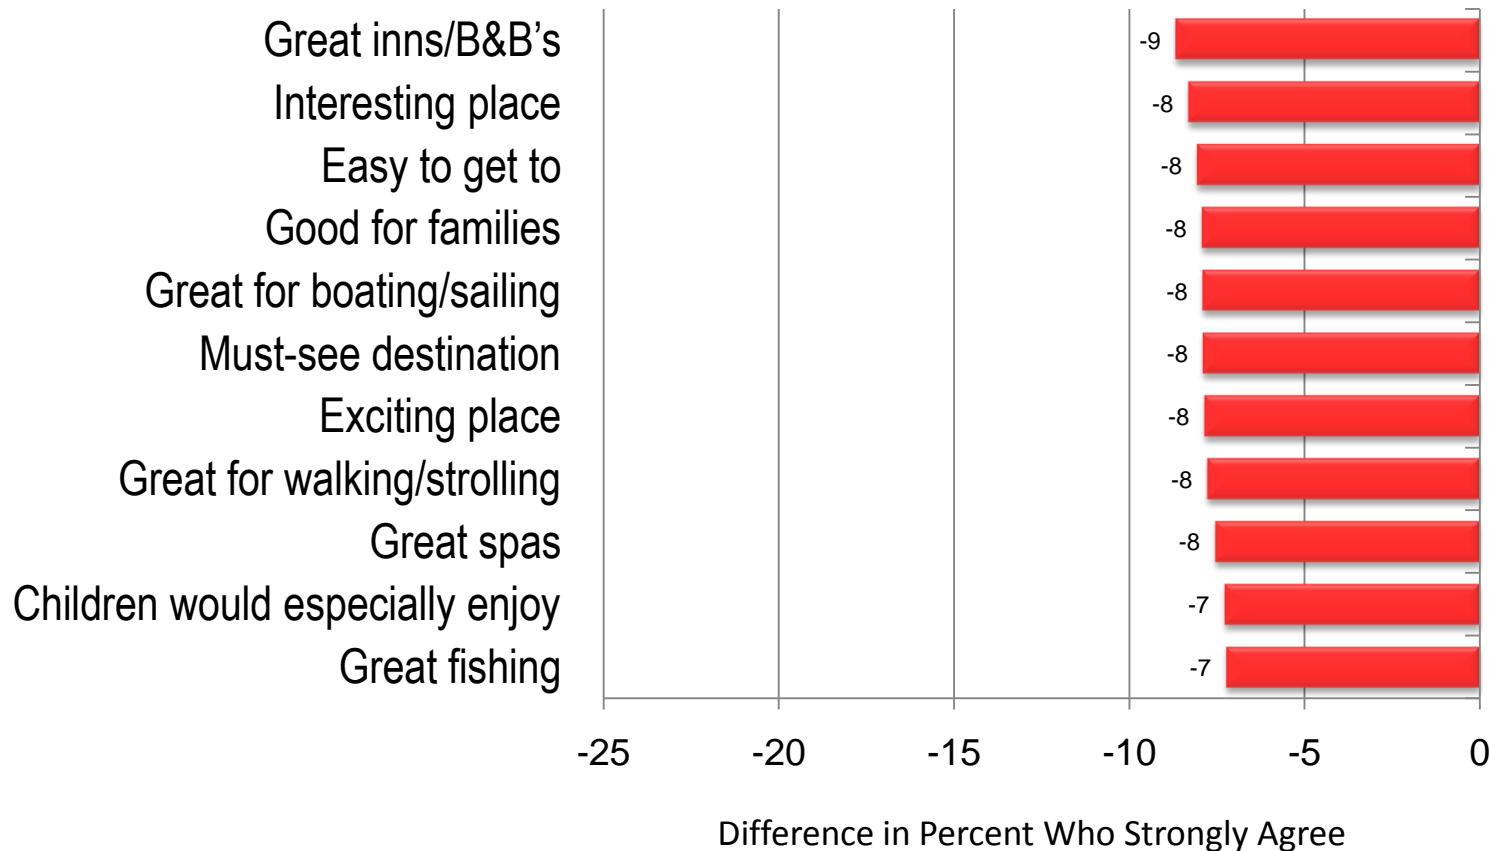 Great inns/B&B’s -9
Interesting place -8
Easy to get to -8
Good for families -8
Great for boating/sailing -8
Must-see destination -8
Exciting place -8
Great for walking/strolling -8
Great spas -8
Children would especially enjoy -7
Great fishing -7
-25 -20 -15 -10 -5 0
Difference in Percent Who Strongly Agree